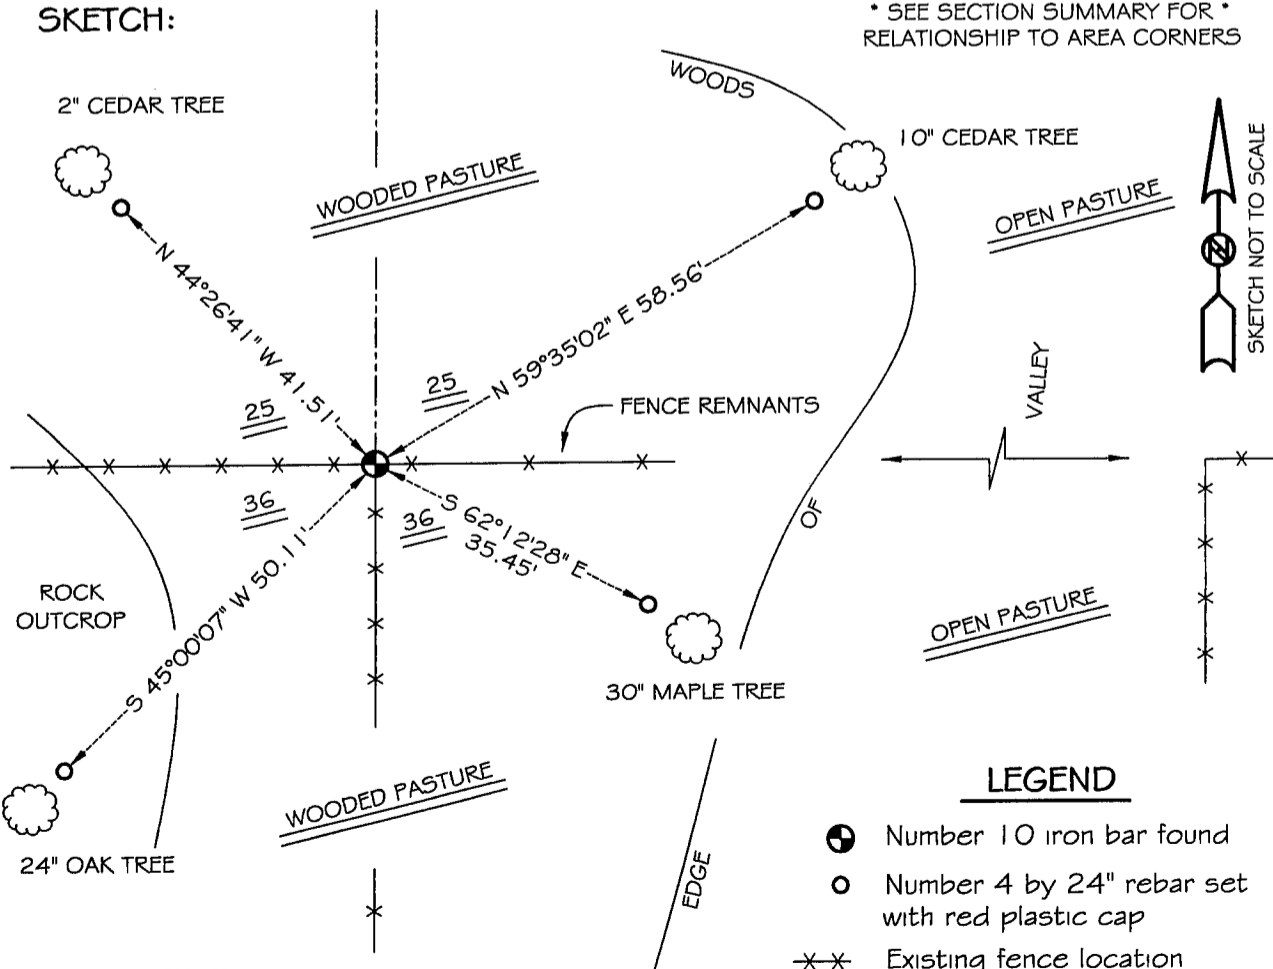 SKETCH:
* SEE SECTION SUMMARY FOR *
RELATIONSHIP TO AREA CORNERS
2" CEDAR TREE
WOODS
10" CEDAR TREE
WOODED PASTURE
OPEN PASTURE
SKETCH NOT TO SCALE
N
N 44°26'41" W 41.51'
N 59°35'02" E 58.56'
VALLEY
25
25
FENCE REMNANTS
36
36
S 62°12'28" E
35.45'
OF
ROCK
OUTCROP
S 45°00'07" W 50.11'
OPEN PASTURE
30" MAPLE TREE
WOODED PASTURE
24" OAK TREE
EDGE
LEGEND
Number 10 iron bar found
Number 4 by 24" rebar set
with red plastic cap
Existing fence location